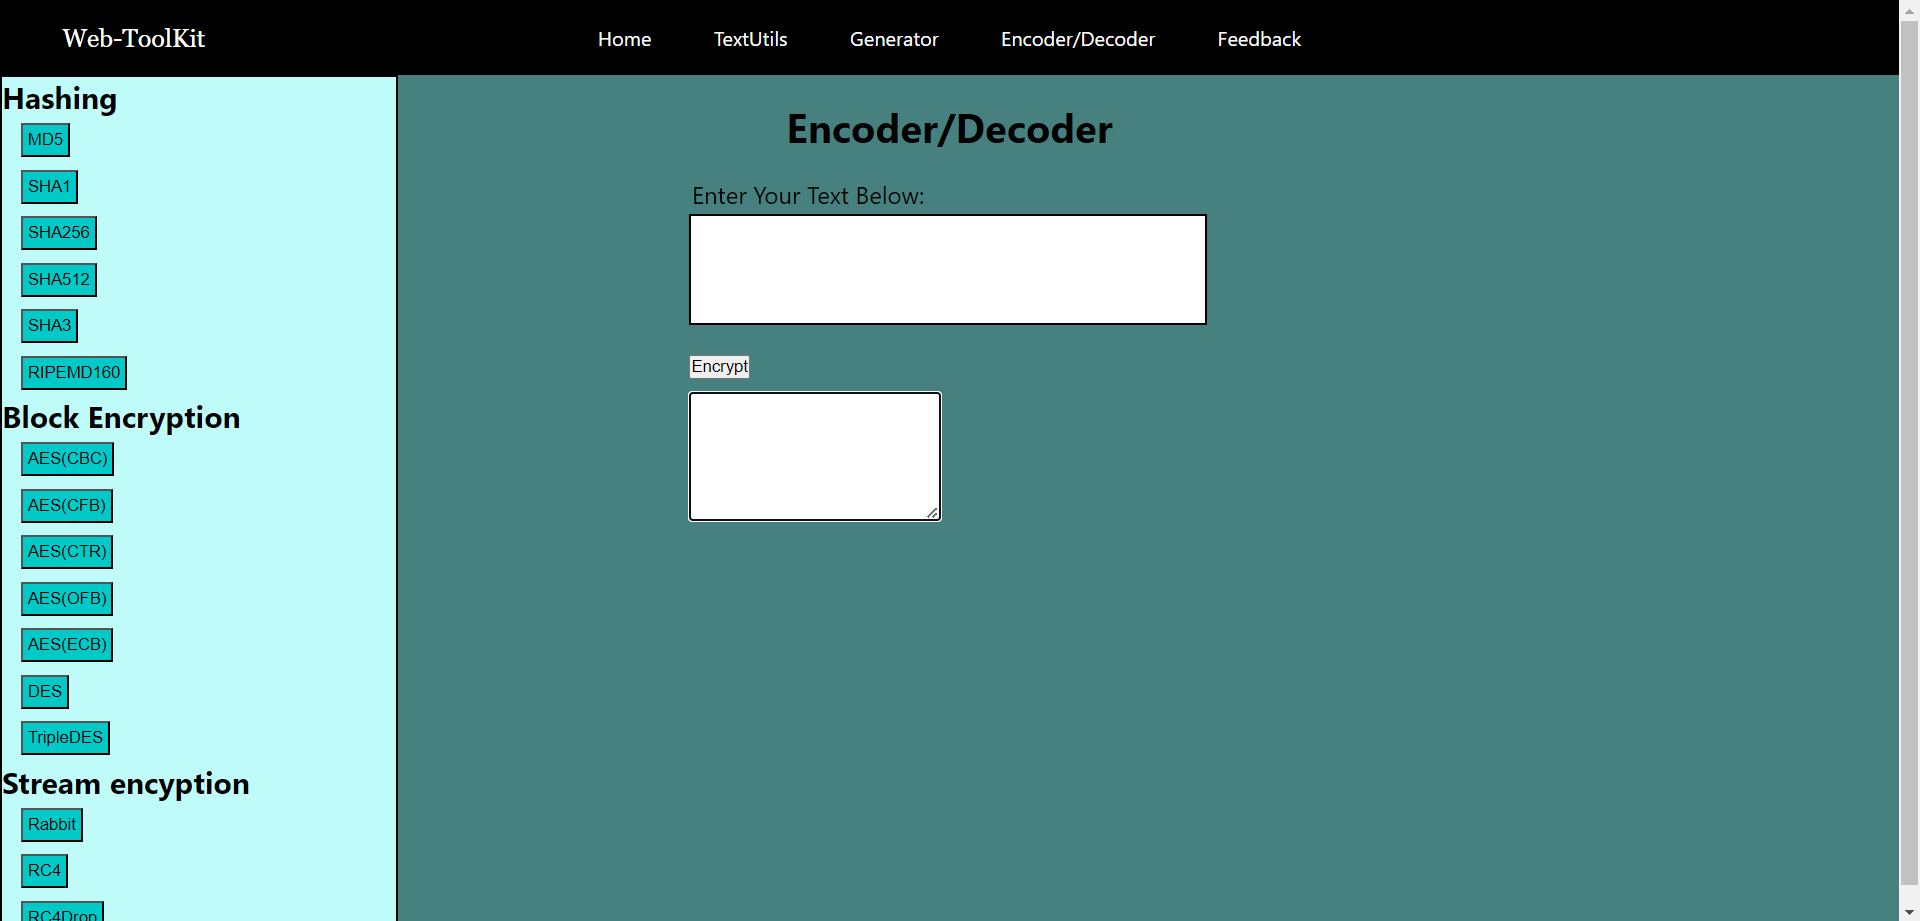 Web-ToolKit
Home TextUtils Generator Encoder/Decoder Feedback
Hashing
MD5
SHA1
SHA256
SHA512
SHA3
RIPEMD160
Block Encryption
AES(CBC)
AES(CFB)
AES(CTR)
AES(OFB)
AES(ECB)
DES
TripleDES
Stream encyption
Rabbit
RC4
RC4Drop
Encoder/Decoder
Enter Your Text Below:
Encrypt